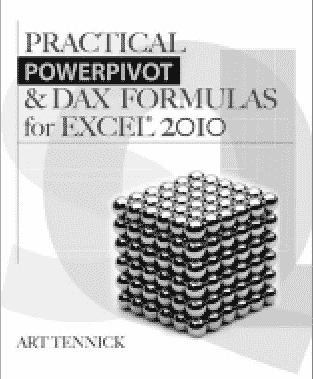 PRACTICAL
POWERPIVOT
& DAX FORMULAS
for EXCEL® 2010
ART TENNICK